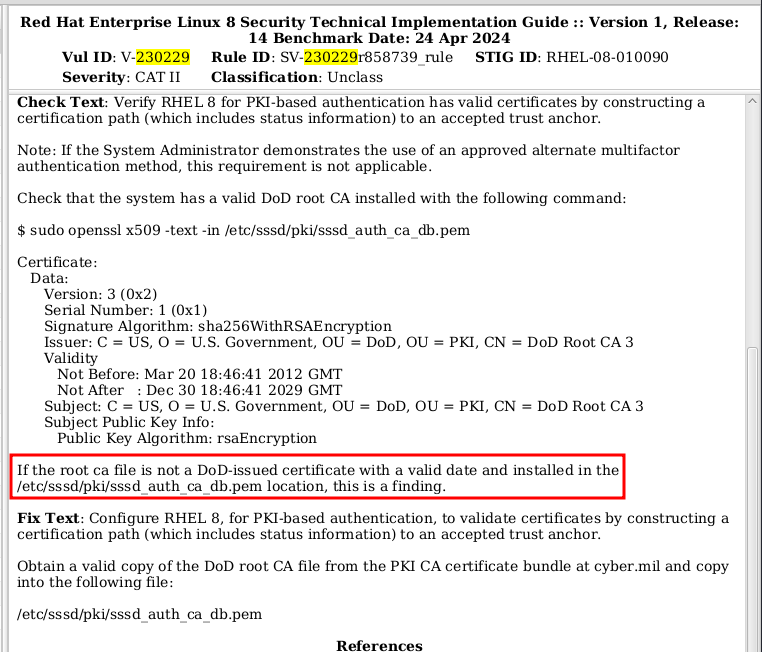 Red Hat Enterprise Linux 8 Security Technical Implementation Guide :: Version 1, Release:
14 Benchmark Date: 24 Apr 2024
Vul ID: V-230229 Rule ID: SV-230229r858739_rule STIG ID: RHEL-08-010090
Severity: CAT II Classification: Unclass
Check Text: Verify RHEL 8 for PKI-based authentication has valid certificates by constructing a
certification path (which includes status information) to an accepted trust anchor.
Note: If the System Administrator demonstrates the use of an approved alternate multifactor
authentication method, this requirement is not applicable.
Check that the system has a valid DoD root CA installed with the following command:
$ sudo openssl x509 -text -in /etc/sssd/pki/sssd_auth_ca_db.pem
Certificate:
Data:
Version: 3 (0x2)
Serial Number: 1 (0x1)
Signature Algorithm: sha256WithRSAEncryption
Issuer: C = US, O = U.S. Government, OU = DoD, OU = PKI, CN = DoD Root CA 3
Validity
Not Before: Mar 20 18:46:41 2012 GMT
Not After : Dec 30 18:46:41 2029 GMT
Subject: C = US, O = U.S. Government, OU = DoD, OU = PKI, CN = DoD Root CA 3
Subject Public Key Info:
Public Key Algorithm: rsaEncryption
If the root ca file is not a DoD-issued certificate with a valid date and installed in the
/etc/sssd/pki/sssd_auth_ca_db.pem location, this is a finding.
Fix Text: Configure RHEL 8, for PKI-based authentication, to validate certificates by constructing a
certification path (which includes status information) to an accepted trust anchor.
Obtain a valid copy of the DoD root CA file from the PKI CA certificate bundle at cyber.mil and copy
into the following file:
/etc/sssd/pki/sssd_auth_ca_db.pem
References